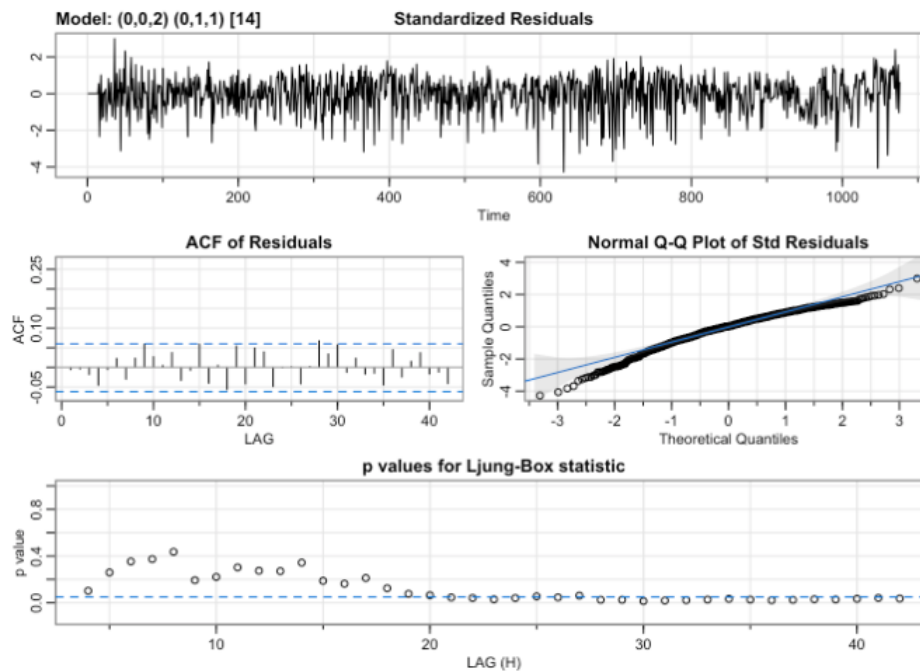 Model: (0,0,2) (0,1,1) [14] Standardized Residuals
2
0
-2
-4
0 200 400 600 800 1000
Time
ACF of Residuals
ACF
0.25
0.10
-0.05
0 10 20 30 40
LAG
Normal Q-Q Plot of Std Residuals
Sample Quantiles
4
2
0
-2
-4
-3 -2 -1 0 1 2 3
Theoretical Quantiles
p values for Ljung-Box statistic
p value
0.8
0.4
0.0
10 20 30 40
LAG (H)